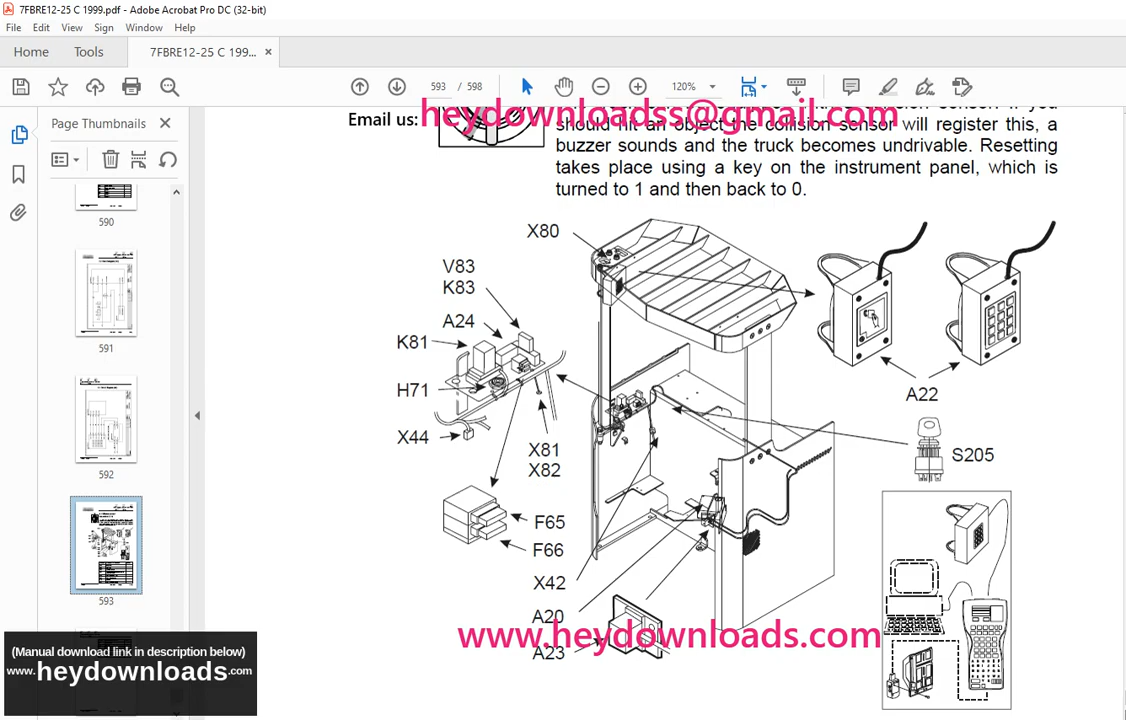 7FBRE12-25 C 1999.pdf - Adobe Acrobat Pro DC (32-bit)
File Edit View Sign Window Help
Home Tools 7FBRE12-25 C 199... ×
593 / 598 120%
Page Thumbnails ×
590
591
592
593
Email us: heydownloadss@gmail.com
should hit an object the collision sensor will register this, a
buzzer sounds and the truck becomes undrivable. Resetting
takes place using a key on the instrument panel, which is
turned to 1 and then back to 0.
X80
V83
K83
A24
K81
H71
X44
X81
X82
A22
S205
F65
F66
X42
A20
A23
www.heydownloads.com
(Manual download link in description below)
www.heydownloads.com